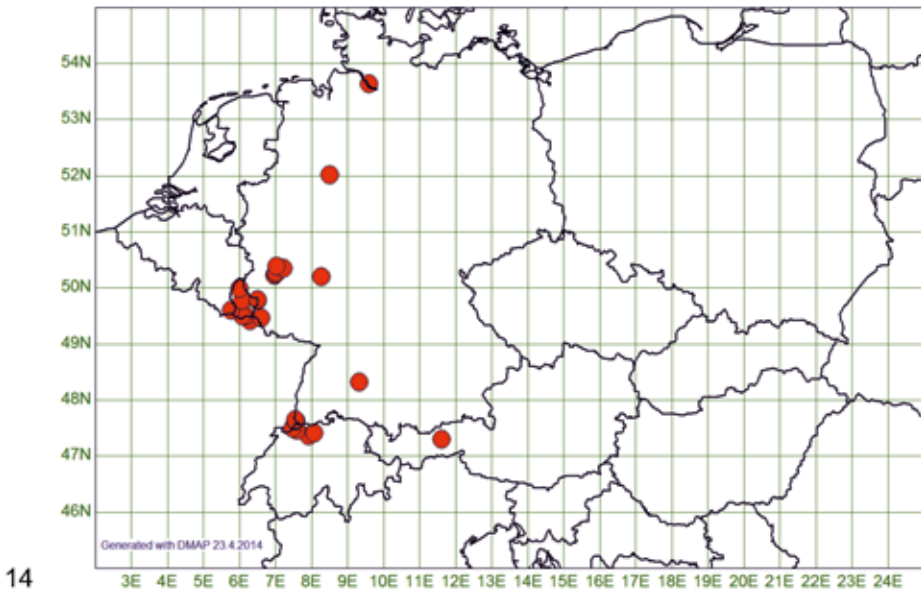 54N
53N
52N
51N
50N
49N
48N
47N
46N
Generated with DMAP 23.4.2014
14
3E 4E 5E 6E 7E 8E 9E 10E 11E 12E 13E 14E 15E 16E 17E 18E 19E 20E 21E 22E 23E 24E